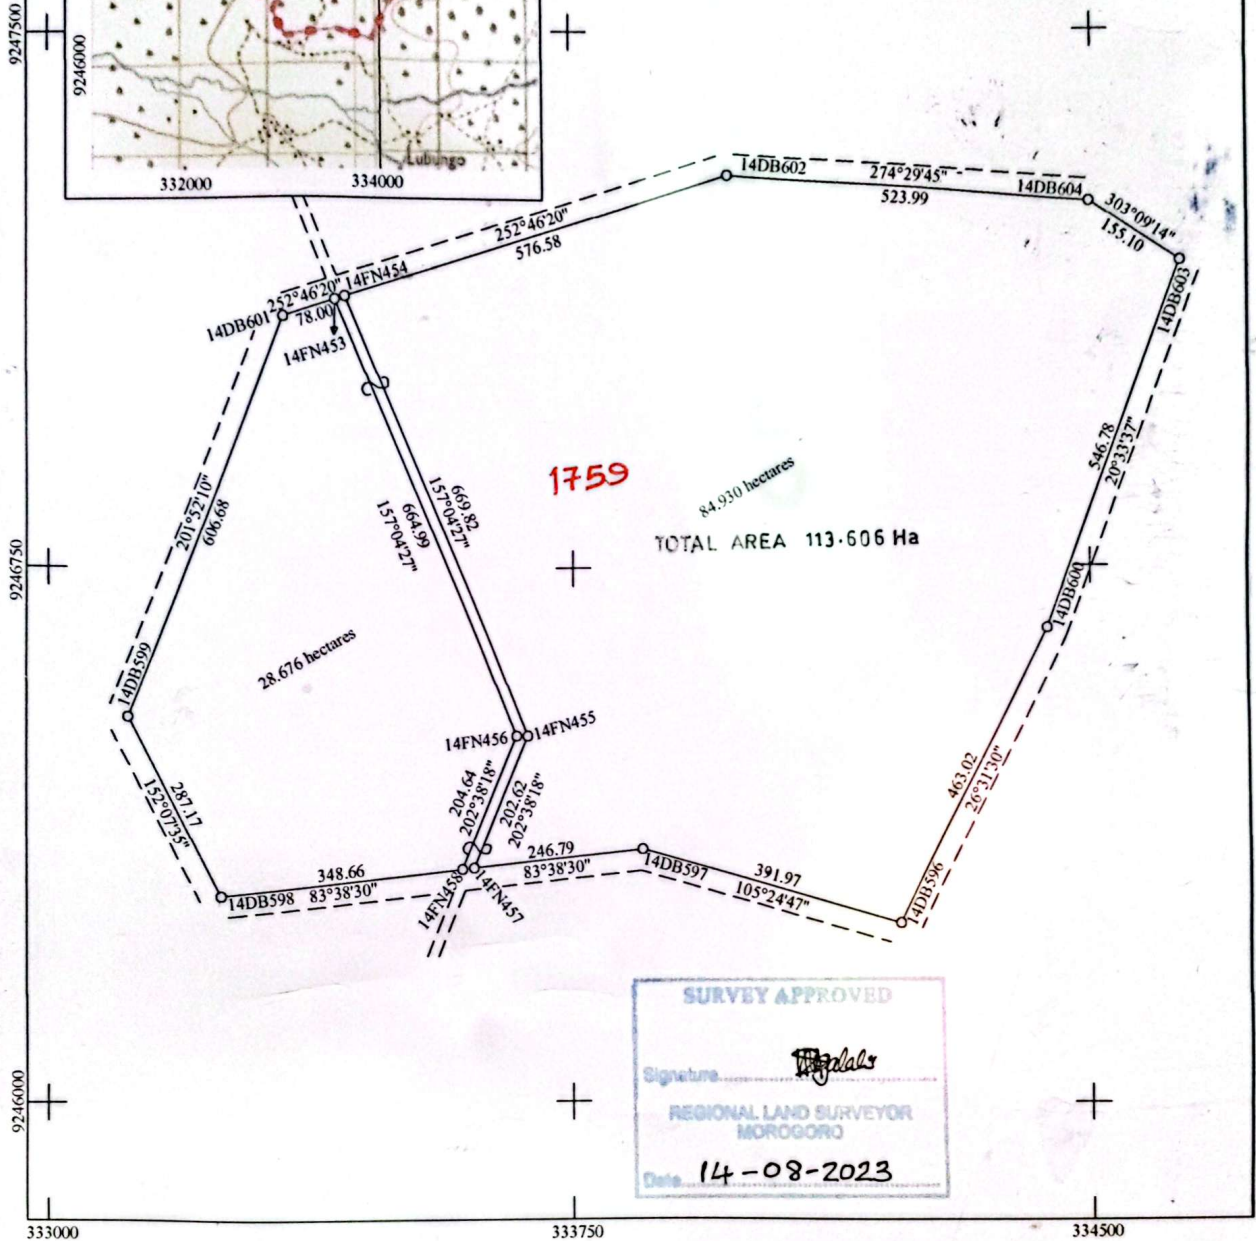 9247500
9246000
Lubungo
332000
334000
14DB602
274°29'45"
14DB604
523.99
303°09'14"
155.10
252°46'20"
576.58
14DB603
252°46'20"
14FN454
14DB601
78.00
14FN453
546.78
20°33'37"
1759
84.930 hectares
201°52'10"
606.68
669.82
157°04'27"
664.99
157°04'27"
TOTAL AREA 113.606 Ha
9246750
14DB600
28.676 hectares
14DB599
14FN456
14FN455
463.02
26°31'30"
287.17
152°07'35"
204.64
202°38'18"
202.62
202°38'18"
246.79
83°38'30"
14DB597
391.97
105°24'47"
348.66
83°38'30"
14DB598
14FN458
14FN457
14DB596
SURVEY APPROVED
Signature
REGIONAL LAND SURVEYOR
MOROGORO
Date 14-08-2023
9246000
333000
333750
334500